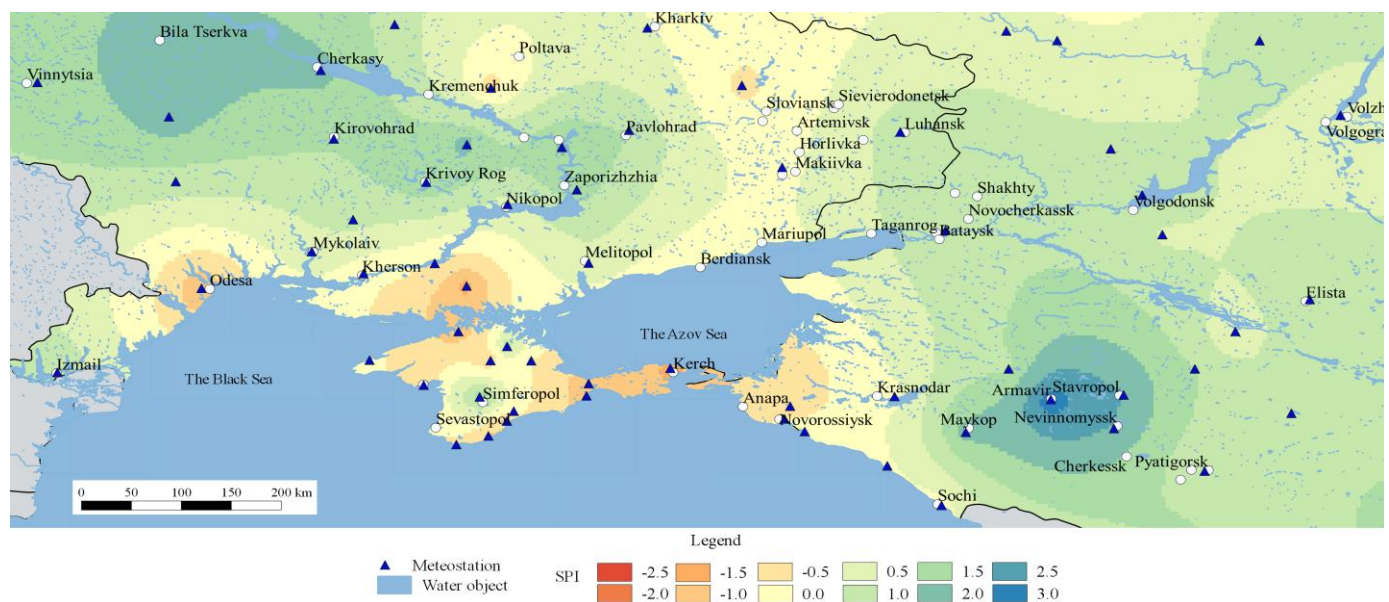 Kharkiv
Bila Tserkva
Poltava
Cherkasy
Vinnytsia
Kremenchuk
Sloviansk
Sievierodonetsk
Volzh
Volgogra
Kirovohrad
Pavlohrad
Artemivsk
Luhansk
Horlivka
Makiivka
Krivoy Rog
Zaporizhzhia
Shakhty
Nikopol
Volgodonsk
Novocherkassk
Taganrog
Bataysk
Mykolaiv
Mariupol
Melitopol
Berdiansk
Kherson
Odesa
Elista
The Azov Sea
Izmail
The Black Sea
Kerch
Simferopol
Krasnodar
Armavir
Stavropol
Anapa
Sevastopol
Novorossiysk
Maykop
Nevinnomyssk
Cherkessk
Pyatigorsk
0 50 100 150 200 km
Sochi
Legend
Meteostation
Water object
SPI
-2.5 -1.5 -0.5 0.5 1.5 2.5
-2.0 -1.0 0.0 1.0 2.0 3.0